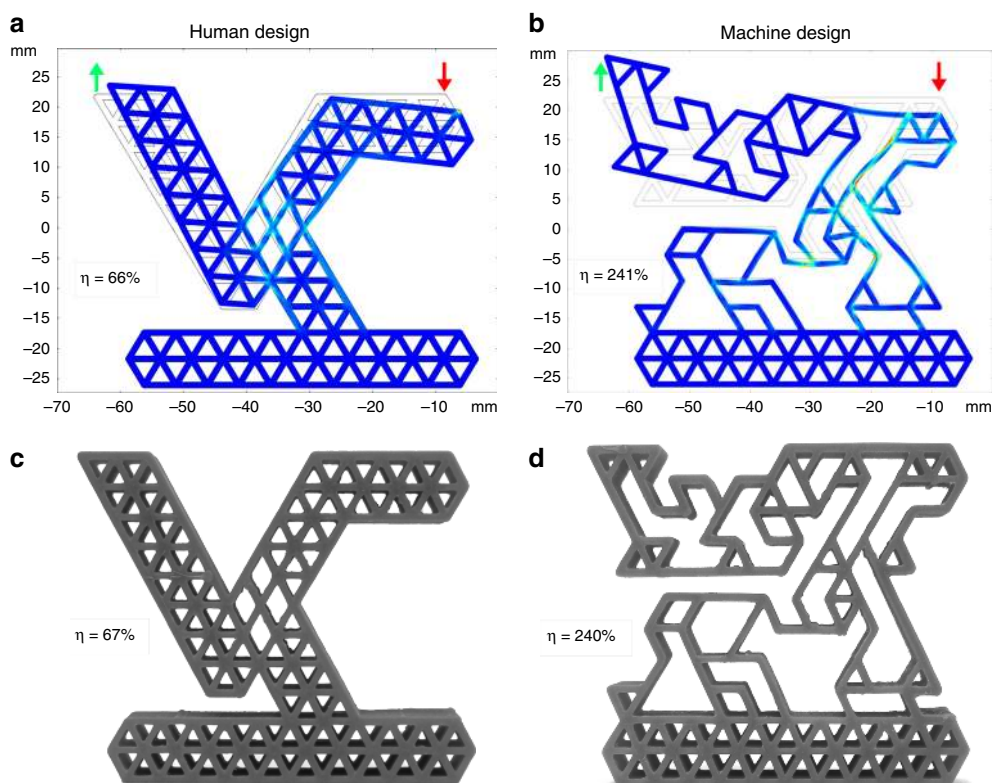 a
Human design
mm
25
20
15
10
5
0
–5
–10
–15
–20
–25
η = 66%
–70
–60
–50
–40
–30
–20
–10
mm
b
Machine design
mm
25
20
15
10
5
0
–5
–10
–15
–20
–25
η = 241%
–70
–60
–50
–40
–30
–20
–10
mm
c
η = 67%
d
η = 240%